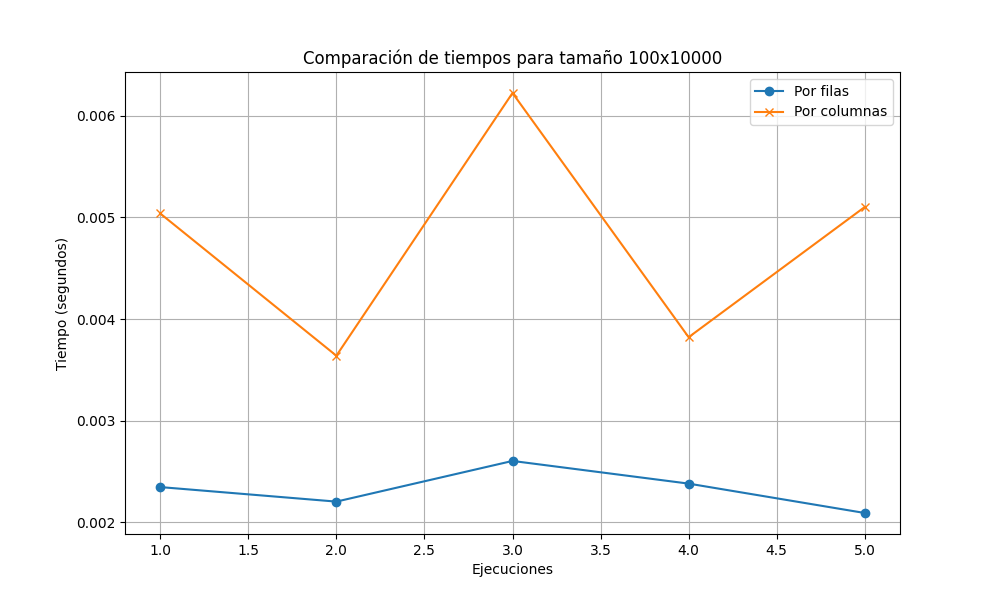 Comparación de tiempos para tamaño 100x10000
Por filas
Por columnas
0.006
0.005
0.004
0.003
0.002
Tiempo (segundos)
1.0 1.5 2.0 2.5 3.0 3.5 4.0 4.5 5.0
Ejecuciones